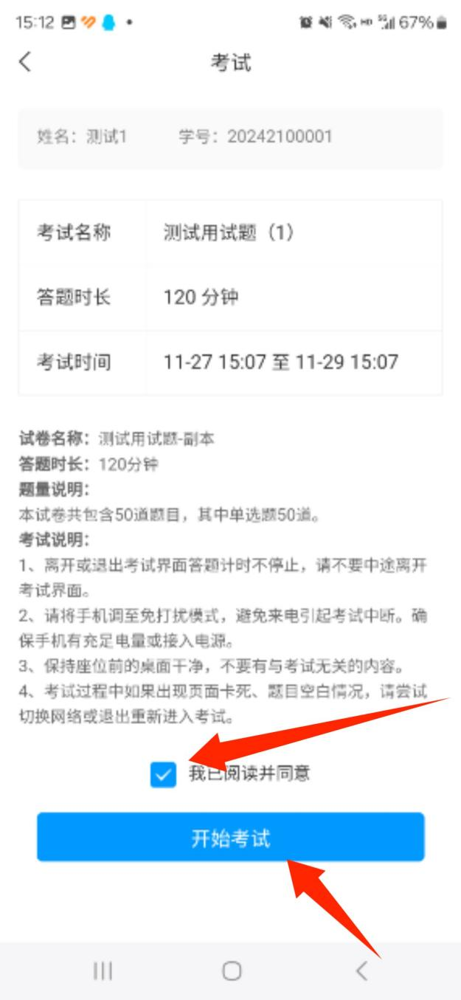 15:12 67%
考试
姓名：测试1 学号：20242100001
考试名称 测试用试题（1）
答题时长 120 分钟
考试时间 11-27 15:07 至 11-29 15:07
试卷名称：测试用试题-副本
答题时长：120分钟
题量说明：
本试卷共包含50道题目，其中单选题50道。
考试说明：
1、离开或退出考试界面答题计时不停止，请不要中途离开
考试界面。
2、请将手机调至免打扰模式，避免来电引起考试中断。确
保手机有充足电量或接入电源。
3、保持座位前的桌面干净，不要有与考试无关的内容。
4、考试过程中如果出现页面卡死、题目空白情况，请尝试
切换网络或退出重新进入考试。
我已阅读并同意
开始考试